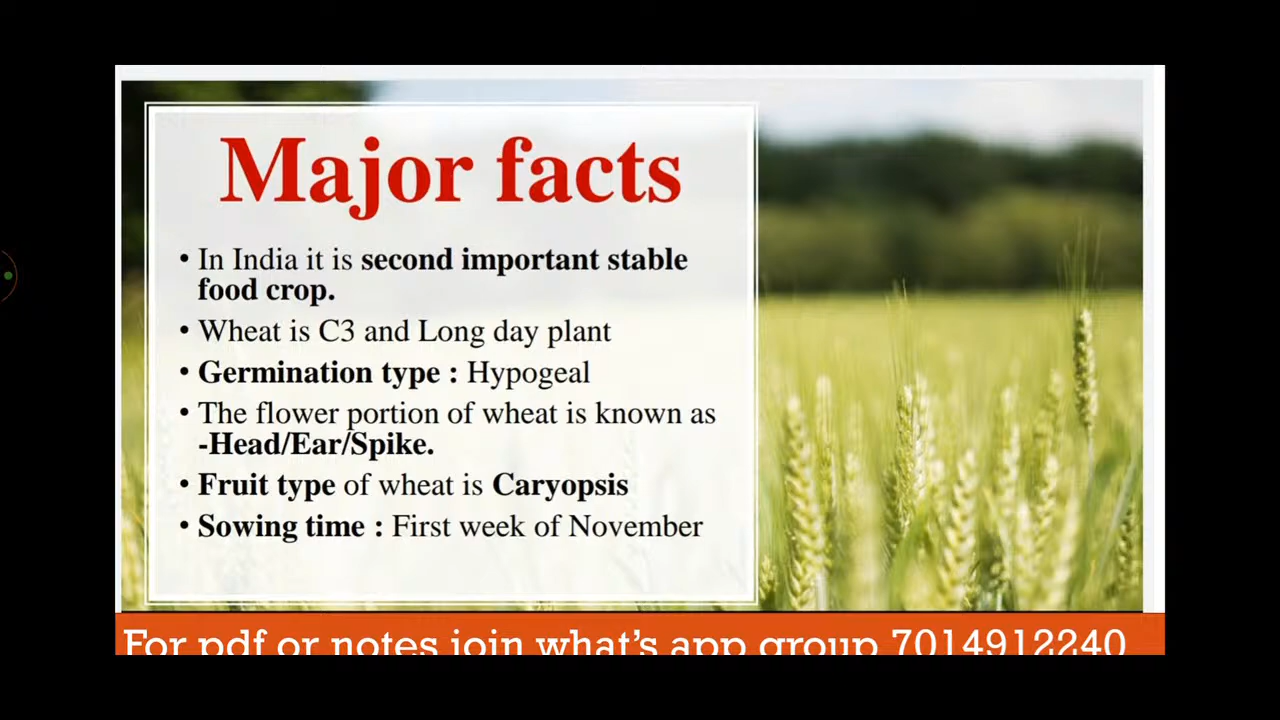 Major facts
• In India it is second important stable
food crop.
• Wheat is C3 and Long day plant
• Germination type : Hypogeal
• The flower portion of wheat is known as
-Head/Ear/Spike.
• Fruit type of wheat is Caryopsis
• Sowing time : First week of November
For pdf or notes join what's app group 7014912240